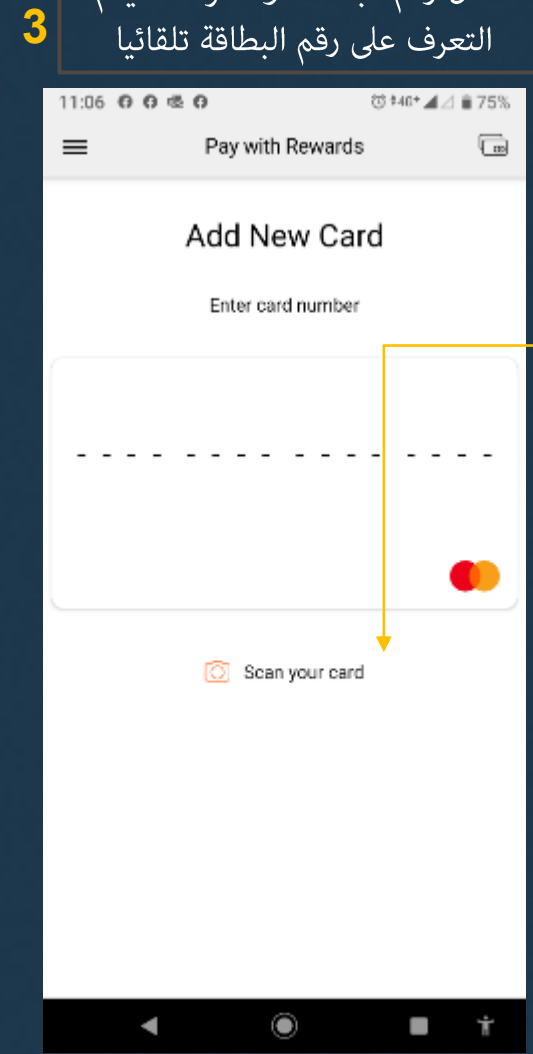 3
التعرف على رقم البطاقة تلقائيا
11:06
75%
Pay with Rewards
Add New Card
Enter card number
- - - - - - - - - - - - - - - -
Scan your card